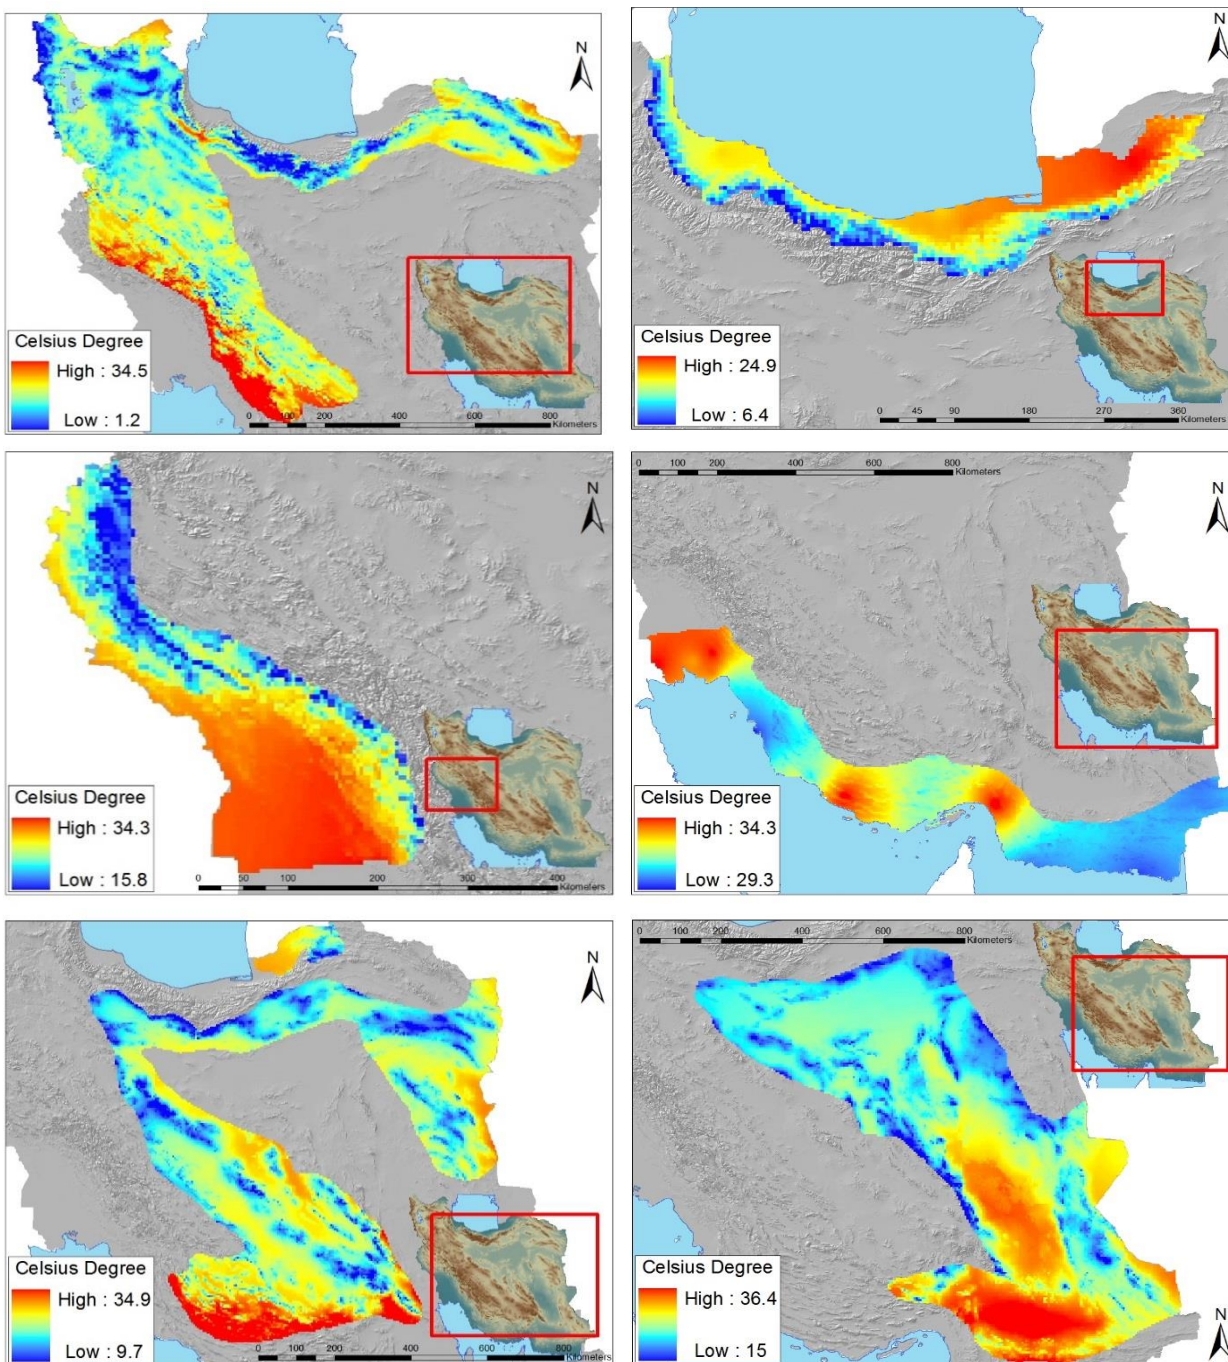 N
Celsius Degree
High : 34.5
Low : 1.2
0 100 200 400 600 800
Kilometers
N
Celsius Degree
High : 24.9
Low : 6.4
0 45 90 180 270 360
Kilometers
N
Celsius Degree
High : 34.3
Low : 15.8
0 50 100 200 300 400
Kilometers
0 100 200 400 600 800
Kilometers
N
Celsius Degree
High : 34.3
Low : 29.3
N
Celsius Degree
High : 34.9
Low : 9.7
0 100 200 400 600 800
Kilometers
0 100 200 400 600 800
Kilometers
Celsius Degree
High : 36.4
Low : 15
N